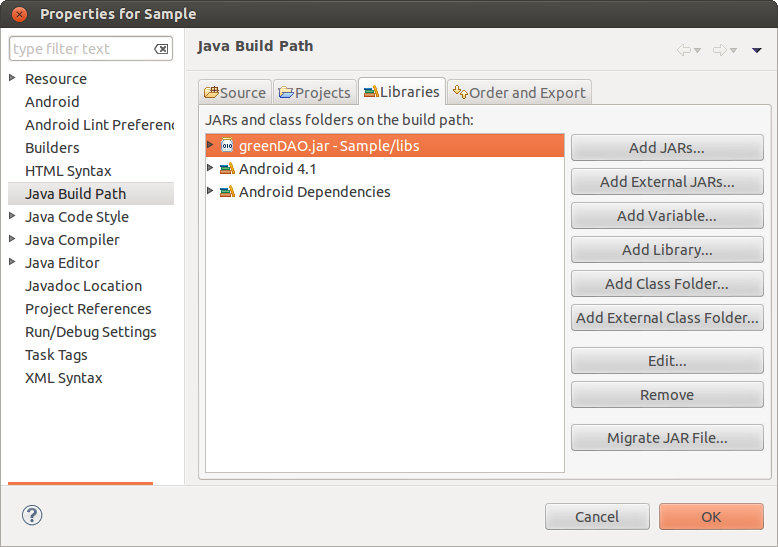 Properties for Sample
type filter text
Resource
Android
Android Lint Preferen
Builders
HTML Syntax
Java Build Path
Java Code Style
Java Compiler
Java Editor
Javadoc Location
Project References
Run/Debug Settings
Task Tags
XML Syntax
Java Build Path
Source Projects Libraries Order and Export
JARs and class folders on the build path:
greenDAO.jar - Sample/libs
Android 4.1
Android Dependencies
Add JARs...
Add External JARs...
Add Variable...
Add Library...
Add Class Folder...
Add External Class Folder...
Edit...
Remove
Migrate JAR File...
?
Cancel OK